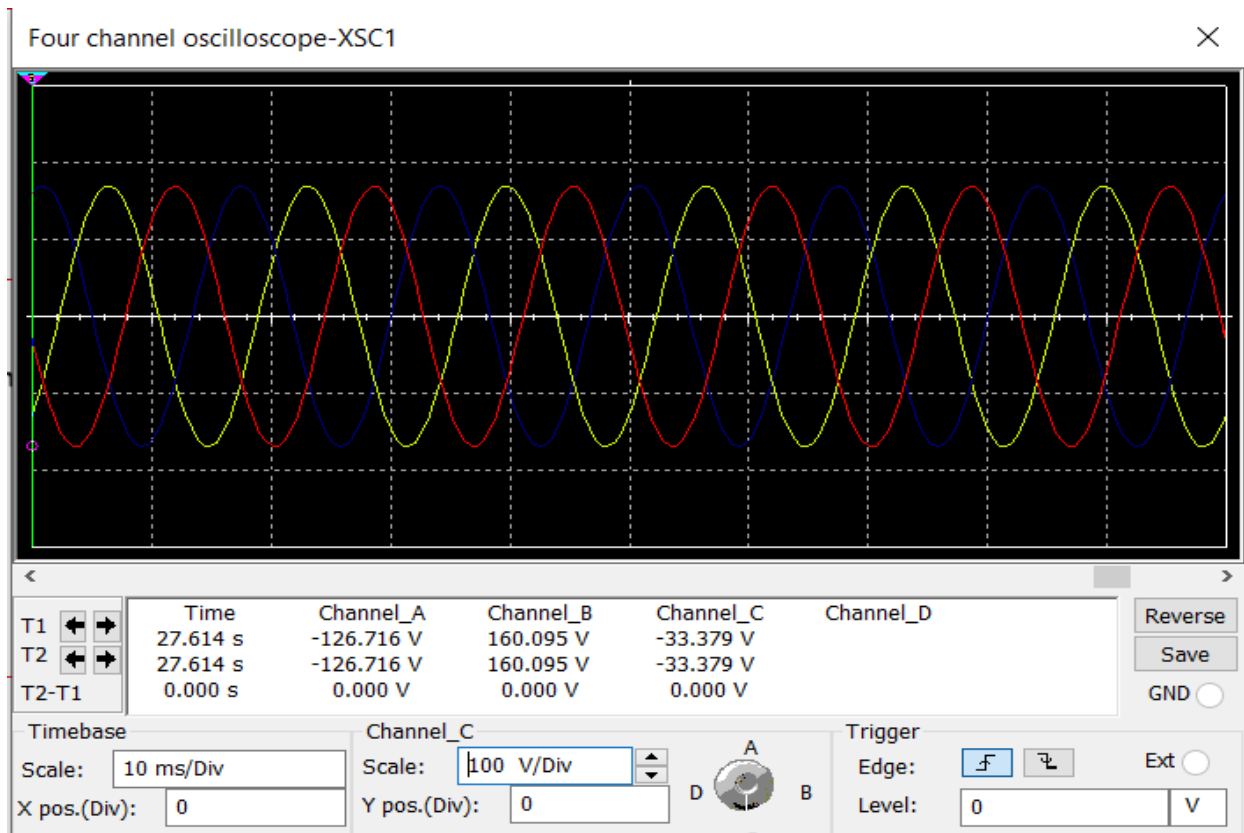 Four channel oscilloscope-XSC1
Time Channel_A Channel_B Channel_C Channel_D
T1 27.614 s -126.716 V 160.095 V -33.379 V
T2 27.614 s -126.716 V 160.095 V -33.379 V
T2-T1 0.000 s 0.000 V 0.000 V 0.000 V
Reverse
Save
GND
Timebase
Scale: 10 ms/Div
X pos.(Div): 0
Channel_C
Scale: 100 V/Div
Y pos.(Div): 0
A
D B
Trigger
Edge: Ext
Level: 0 V